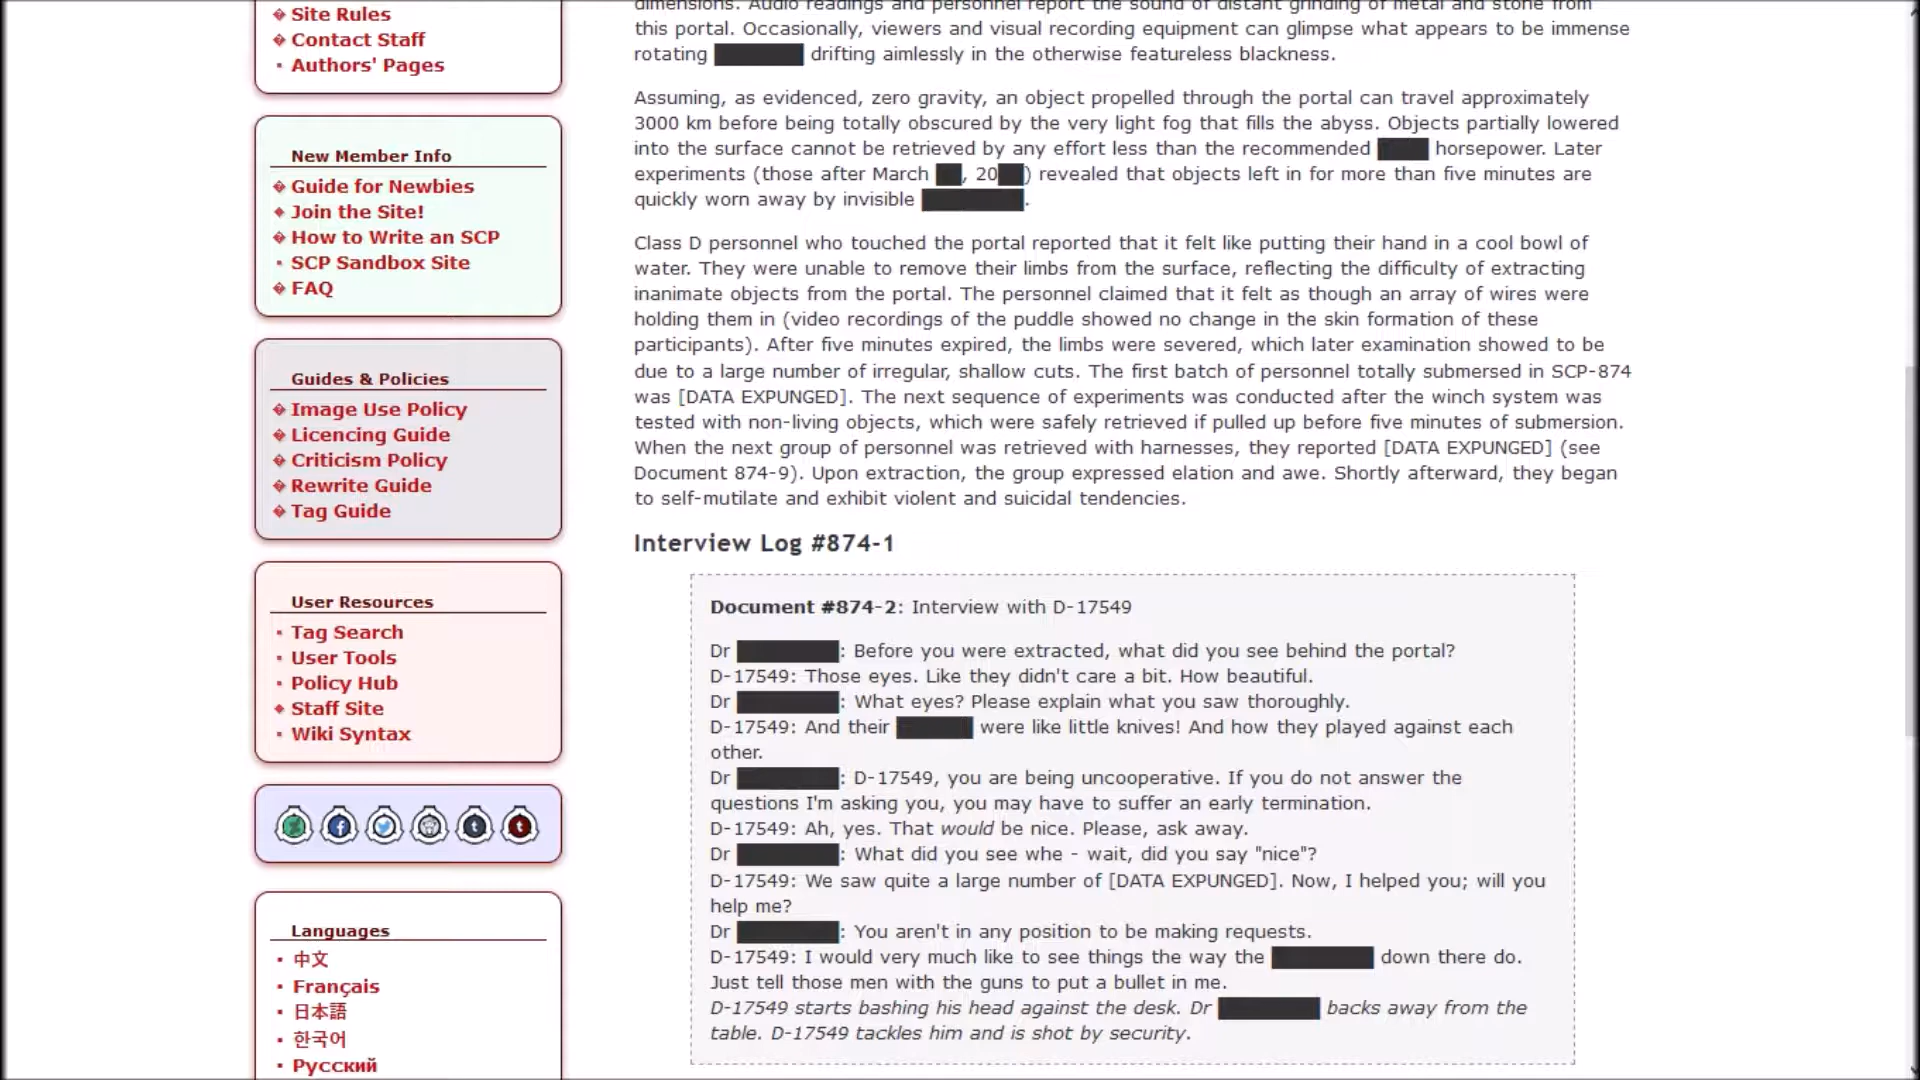 Site Rules
Contact Staff
Authors' Pages
New Member Info
Guide for Newbies
Join the Site!
How to Write an SCP
SCP Sandbox Site
FAQ
Guides & Policies
Image Use Policy
Licencing Guide
Criticism Policy
Rewrite Guide
Tag Guide
User Resources
Tag Search
User Tools
Policy Hub
Staff Site
Wiki Syntax
Languages
中文
Français
日本語
한국어
Русский
dimensions. Audio readings and personnel report the sound of distant grinding of metal and stone from
this portal. Occasionally, viewers and visual recording equipment can glimpse what appears to be immense
rotating ████████ drifting aimlessly in the otherwise featureless blackness.
Assuming, as evidenced, zero gravity, an object propelled through the portal can travel approximately
3000 km before being totally obscured by the very light fog that fills the abyss. Objects partially lowered
into the surface cannot be retrieved by any effort less than the recommended ████ horsepower. Later
experiments (those after March ██, 20██) revealed that objects left in for more than five minutes are
quickly worn away by invisible ████████.
Class D personnel who touched the portal reported that it felt like putting their hand in a cool bowl of
water. They were unable to remove their limbs from the surface, reflecting the difficulty of extracting
inanimate objects from the portal. The personnel claimed that it felt as though an array of wires were
holding them in (video recordings of the puddle showed no change in the skin formation of these
participants). After five minutes expired, the limbs were severed, which later examination showed to be
due to a large number of irregular, shallow cuts. The first batch of personnel totally submersed in SCP-874
was [DATA EXPUNGED]. The next sequence of experiments was conducted after the winch system was
tested with non-living objects, which were safely retrieved if pulled up before five minutes of submersion.
When the next group of personnel was retrieved with harnesses, they reported [DATA EXPUNGED] (see
Document 874-9). Upon extraction, the group expressed elation and awe. Shortly afterward, they began
to self-mutilate and exhibit violent and suicidal tendencies.
Interview Log #874-1
Document #874-2: Interview with D-17549
Dr ████████: Before you were extracted, what did you see behind the portal?
D-17549: Those eyes. Like they didn't care a bit. How beautiful.
Dr ████████: What eyes? Please explain what you saw thoroughly.
D-17549: And their ██████ were like little knives! And how they played against each
other.
Dr ████████: D-17549, you are being uncooperative. If you do not answer the
questions I'm asking you, you may have to suffer an early termination.
D-17549: Ah, yes. That would be nice. Please, ask away.
Dr ████████: What did you see whe - wait, did you say "nice"?
D-17549: We saw quite a large number of [DATA EXPUNGED]. Now, I helped you; will you
help me?
Dr ████████: You aren't in any position to be making requests.
D-17549: I would very much like to see things the way the ████████ down there do.
Just tell those men with the guns to put a bullet in me.
D-17549 starts bashing his head against the desk. Dr ████████ backs away from the
table. D-17549 tackles him and is shot by security.